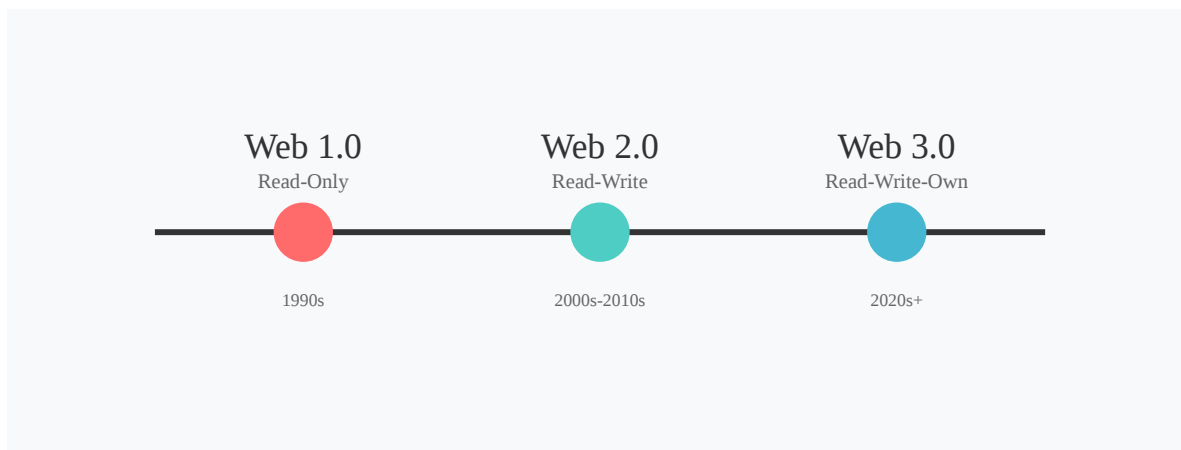 Web 1.0
Read-Only
1990s
Web 2.0
Read-Write
2000s-2010s
Web 3.0
Read-Write-Own
2020s+